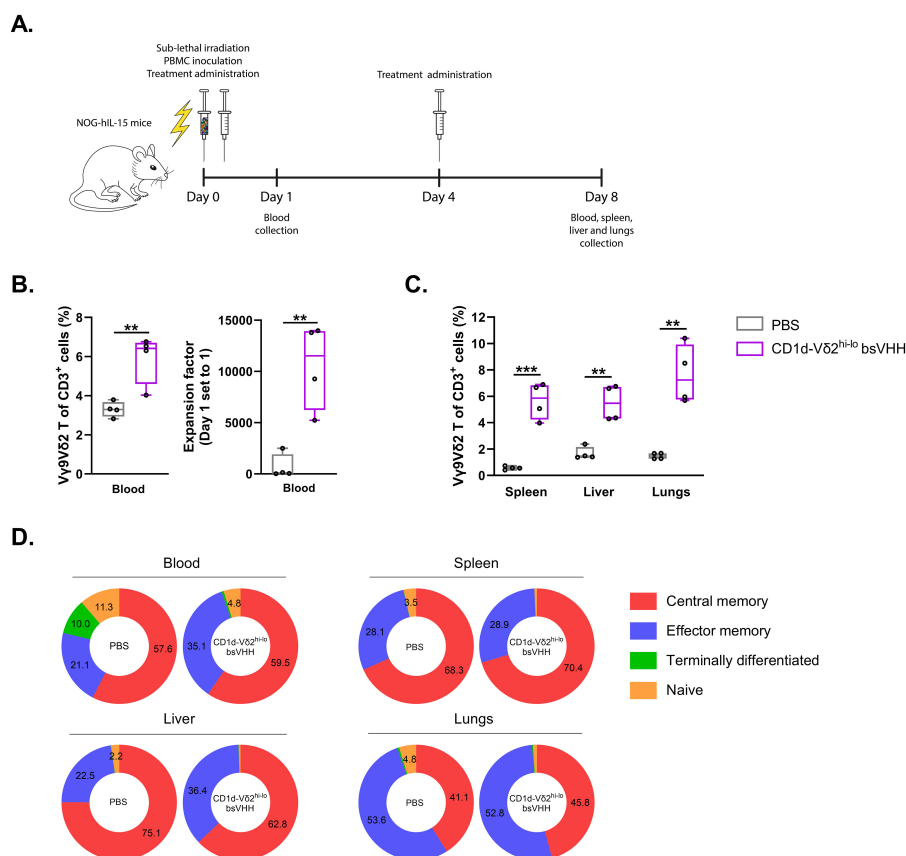 A.
Sub-lethal irradiation
PBMC inoculation
Treatment administration
Treatment administration
NOG-hIL-15 mice
Day 0
Day 1
Day 4
Day 8
Blood
collection
Blood, spleen,
liver and lungs
collection
B.
Vγ9Vδ2 T of CD3⁺ cells (%)
8
6
4
2
0
**
Blood
Expansion factor
(Day 1 set to 1)
15000
10000
5000
0
**
Blood
C.
Vγ9Vδ2 T of CD3⁺ cells (%)
12
10
8
6
4
2
0
***
**
**
Spleen
Liver
Lungs
PBS
CD1d-Vδ2ʰⁱ⁻ˡᵒ bsVHH
D.
Blood
11.3
10.0
21.1
57.6
PBS
4.8
35.1
59.5
CD1d-Vδ2ʰⁱ⁻ˡᵒ
bsVHH
Spleen
3.5
28.1
68.3
PBS
28.9
70.4
CD1d-Vδ2ʰⁱ⁻ˡᵒ
bsVHH
Central memory
Effector memory
Terminally differentiated
Naive
Liver
2.2
22.5
75.1
PBS
36.4
62.8
CD1d-Vδ2ʰⁱ⁻ˡᵒ
bsVHH
Lungs
4.8
41.1
53.6
PBS
52.8
45.8
CD1d-Vδ2ʰⁱ⁻ˡᵒ
bsVHH